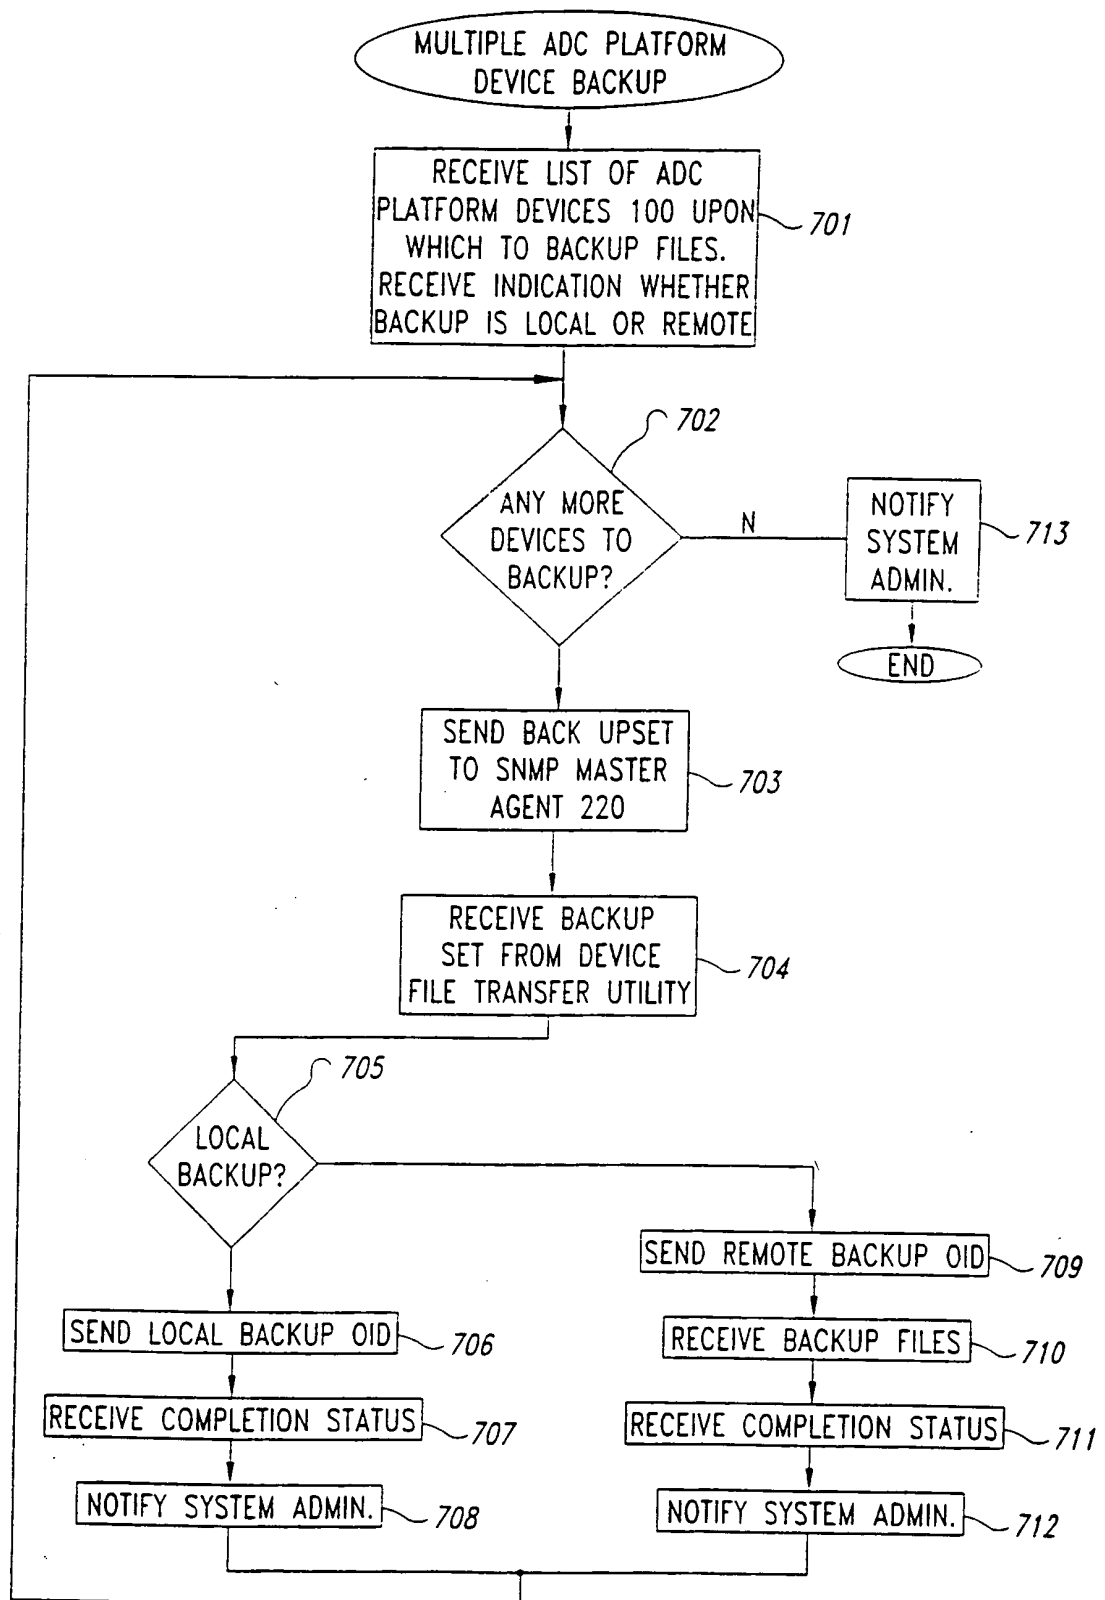 MULTIPLE ADC PLATFORM
DEVICE BACKUP
RECEIVE LIST OF ADC
PLATFORM DEVICES 100 UPON
WHICH TO BACKUP FILES.
RECEIVE INDICATION WHETHER
BACKUP IS LOCAL OR REMOTE
701
702
ANY MORE
DEVICES TO
BACKUP?
N
NOTIFY
SYSTEM
ADMIN.
713
END
SEND BACK UPSET
TO SNMP MASTER
AGENT 220
703
RECEIVE BACKUP
SET FROM DEVICE
FILE TRANSFER UTILITY
704
705
LOCAL
BACKUP?
SEND LOCAL BACKUP OID
706
RECEIVE COMPLETION STATUS
707
NOTIFY SYSTEM ADMIN.
708
SEND REMOTE BACKUP OID
709
RECEIVE BACKUP FILES
710
RECEIVE COMPLETION STATUS
711
NOTIFY SYSTEM ADMIN.
712